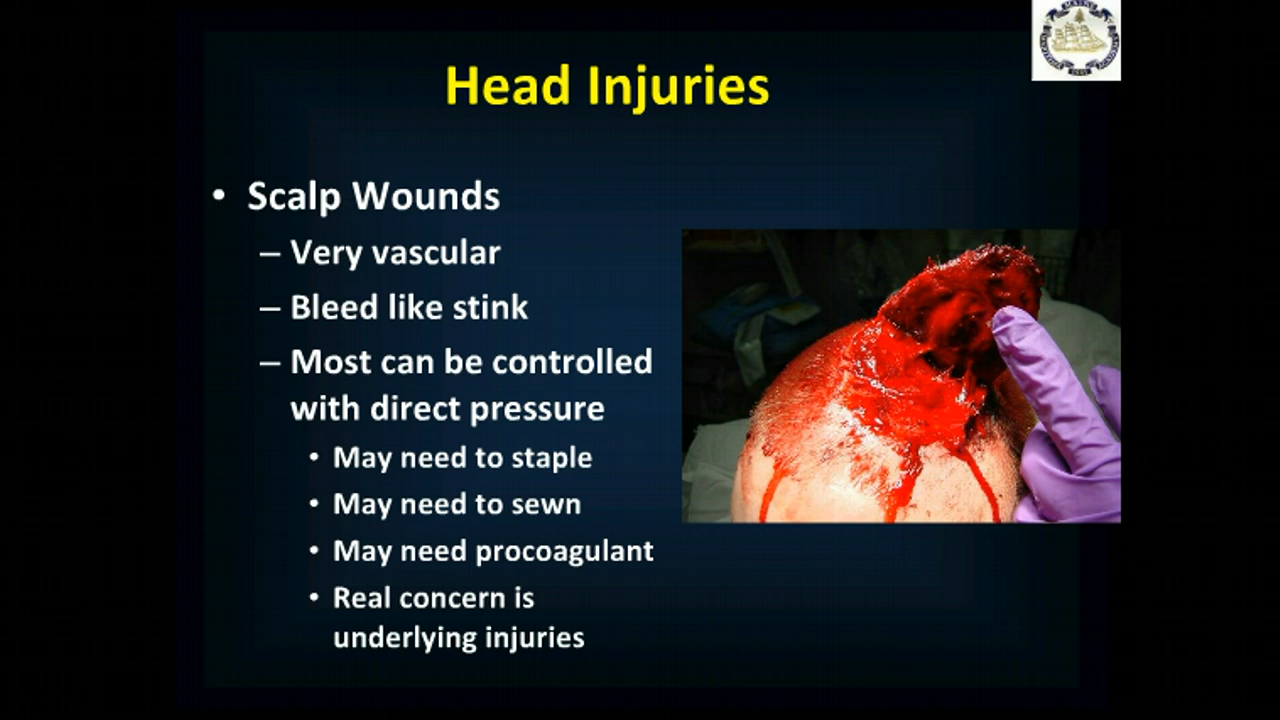 Head Injuries
• Scalp Wounds
– Very vascular
– Bleed like stink
– Most can be controlled
with direct pressure
• May need to staple
• May need to sewn
• May need procoagulant
• Real concern is
underlying injuries